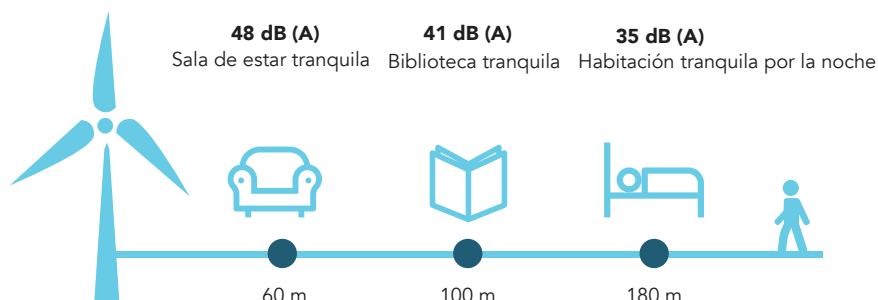 48 dB (A)
Sala de estar tranquila
41 dB (A)
Biblioteca tranquila
35 dB (A)
Habitación tranquila por la noche
60 m
100 m
180 m